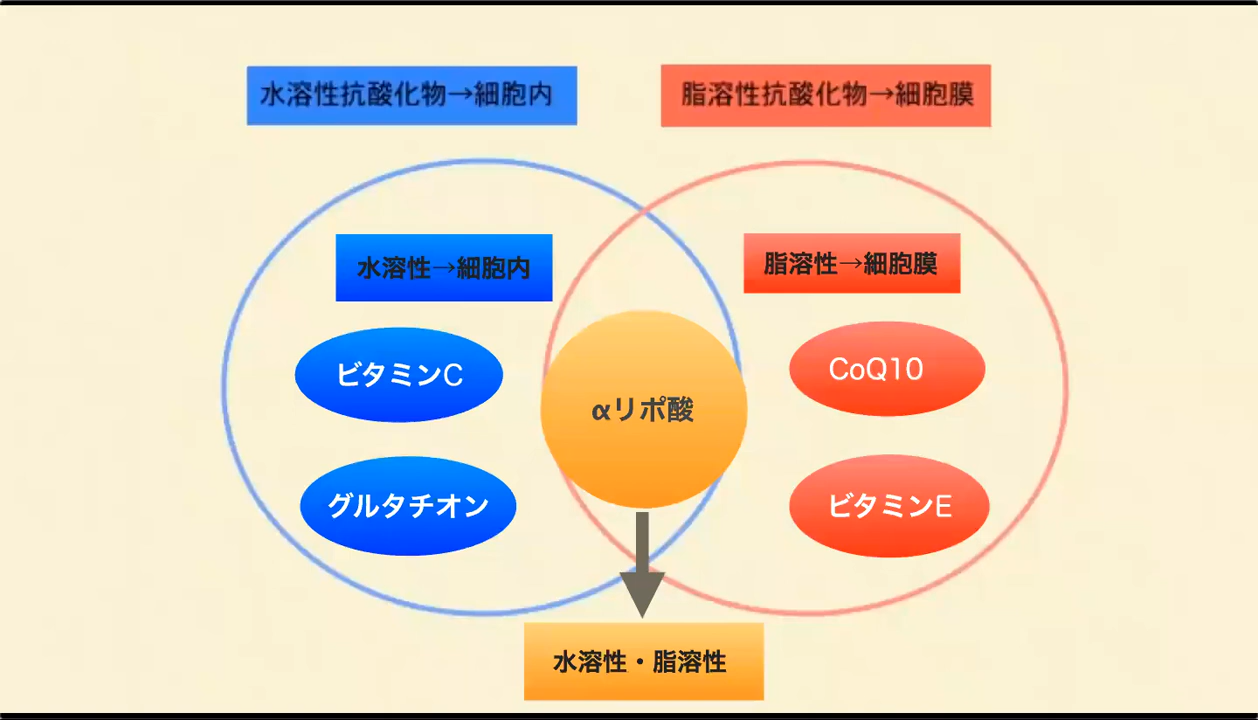 水溶性抗酸化物→細胞内
脂溶性抗酸化物→細胞膜
水溶性→細胞内
脂溶性→細胞膜
ビタミンC
CoQ10
αリポ酸
グルタチオン
ビタミンE
水溶性・脂溶性